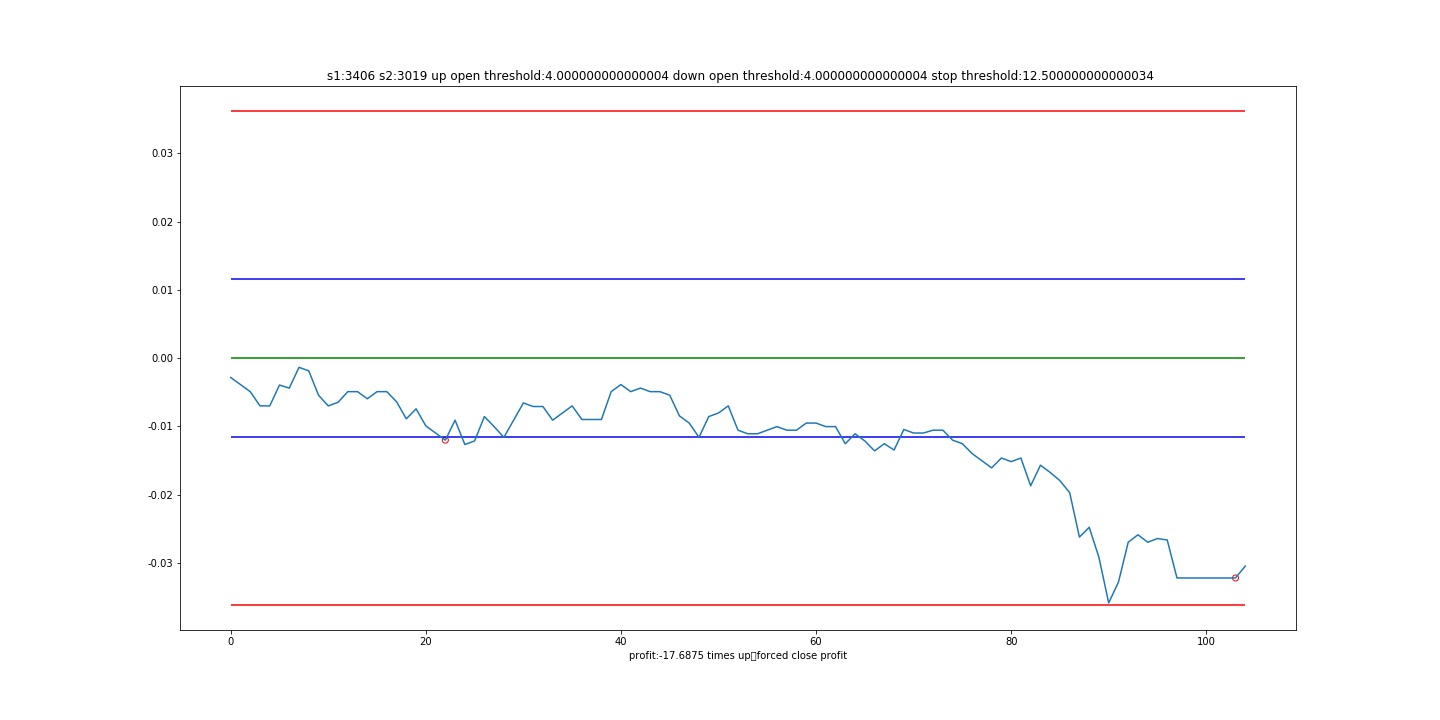 s1:3406 s2:3019 up open threshold:4.000000000000004 down open threshold:4.000000000000004 stop threshold:12.500000000000034
0.03
0.02
0.01
0.00
-0.01
-0.02
-0.03
0 20 40 60 80 100
profit:-17.6875 times up▯forced close profit